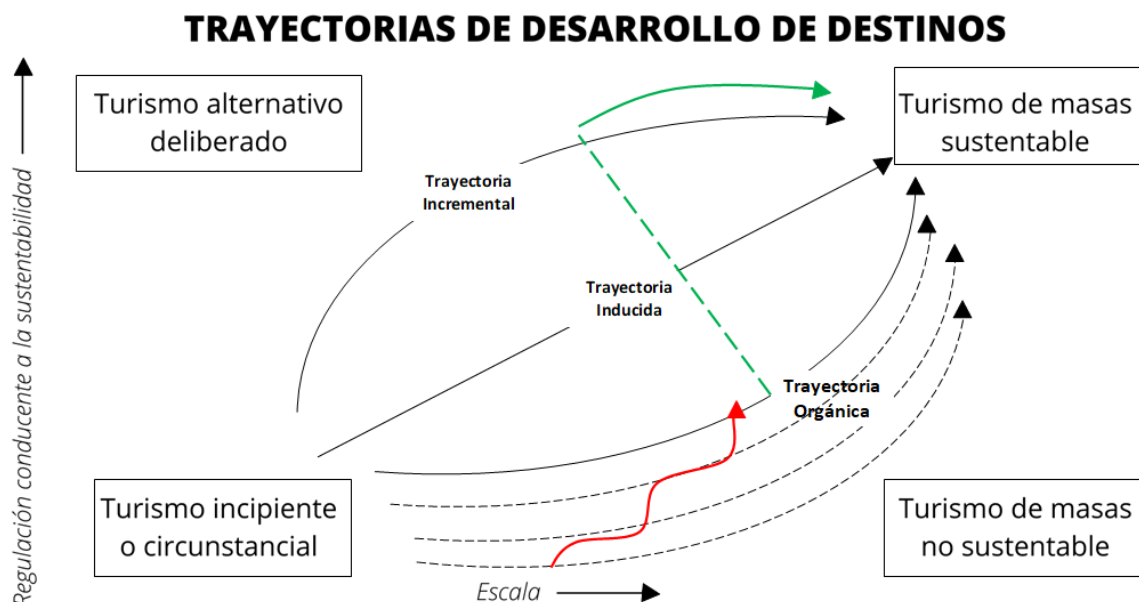 TRAYECTORIAS DE DESARROLLO DE DESTINOS
Regulación conducente a la sustentabilidad
Turismo alternativo
deliberado
Turismo de masas
sustentable
Trayectoria
Incremental
Trayectoria
Inducida
Trayectoria
Orgánica
Turismo incipiente
o circunstancial
Turismo de masas
no sustentable
Escala